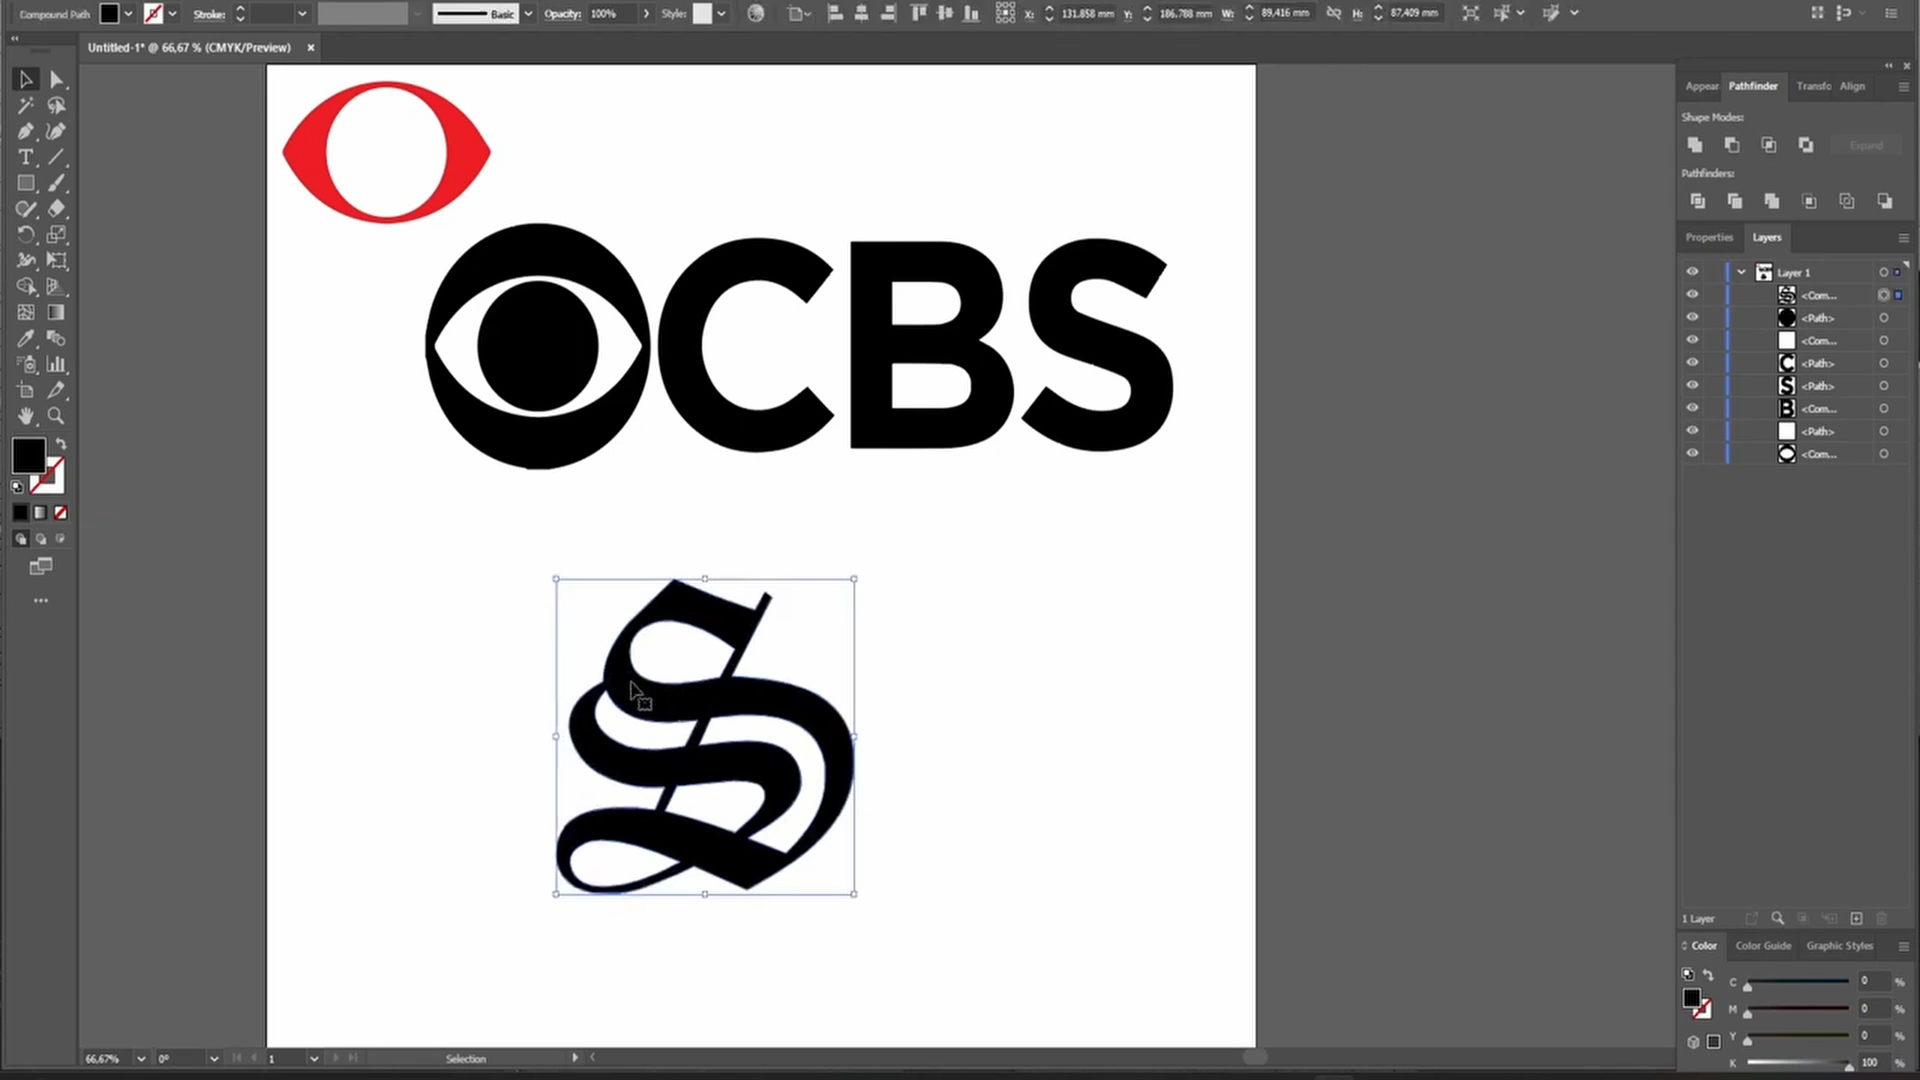 Compound Path Stroke: Basic Opacity: 100% Style: X: 131.858 mm Y: 186.788 mm W: 89,416 mm H: 87,409 mm
Untitled-1* @ 66,67 % (CMYK/Preview) ×
Appear Pathfinder Transfo Align
Shape Modes:
Expand
Pathfinders:
Properties Layers
Layer 1
<Com...
<Path>
<Com...
<Path>
<Path>
<Com...
<Path>
<Com...
CBS
S
1 Layer
Color Color Guide Graphic Styles
C 0 %
M 0 %
Y 0 %
K 100 %
66.67% 0° 1 Selection